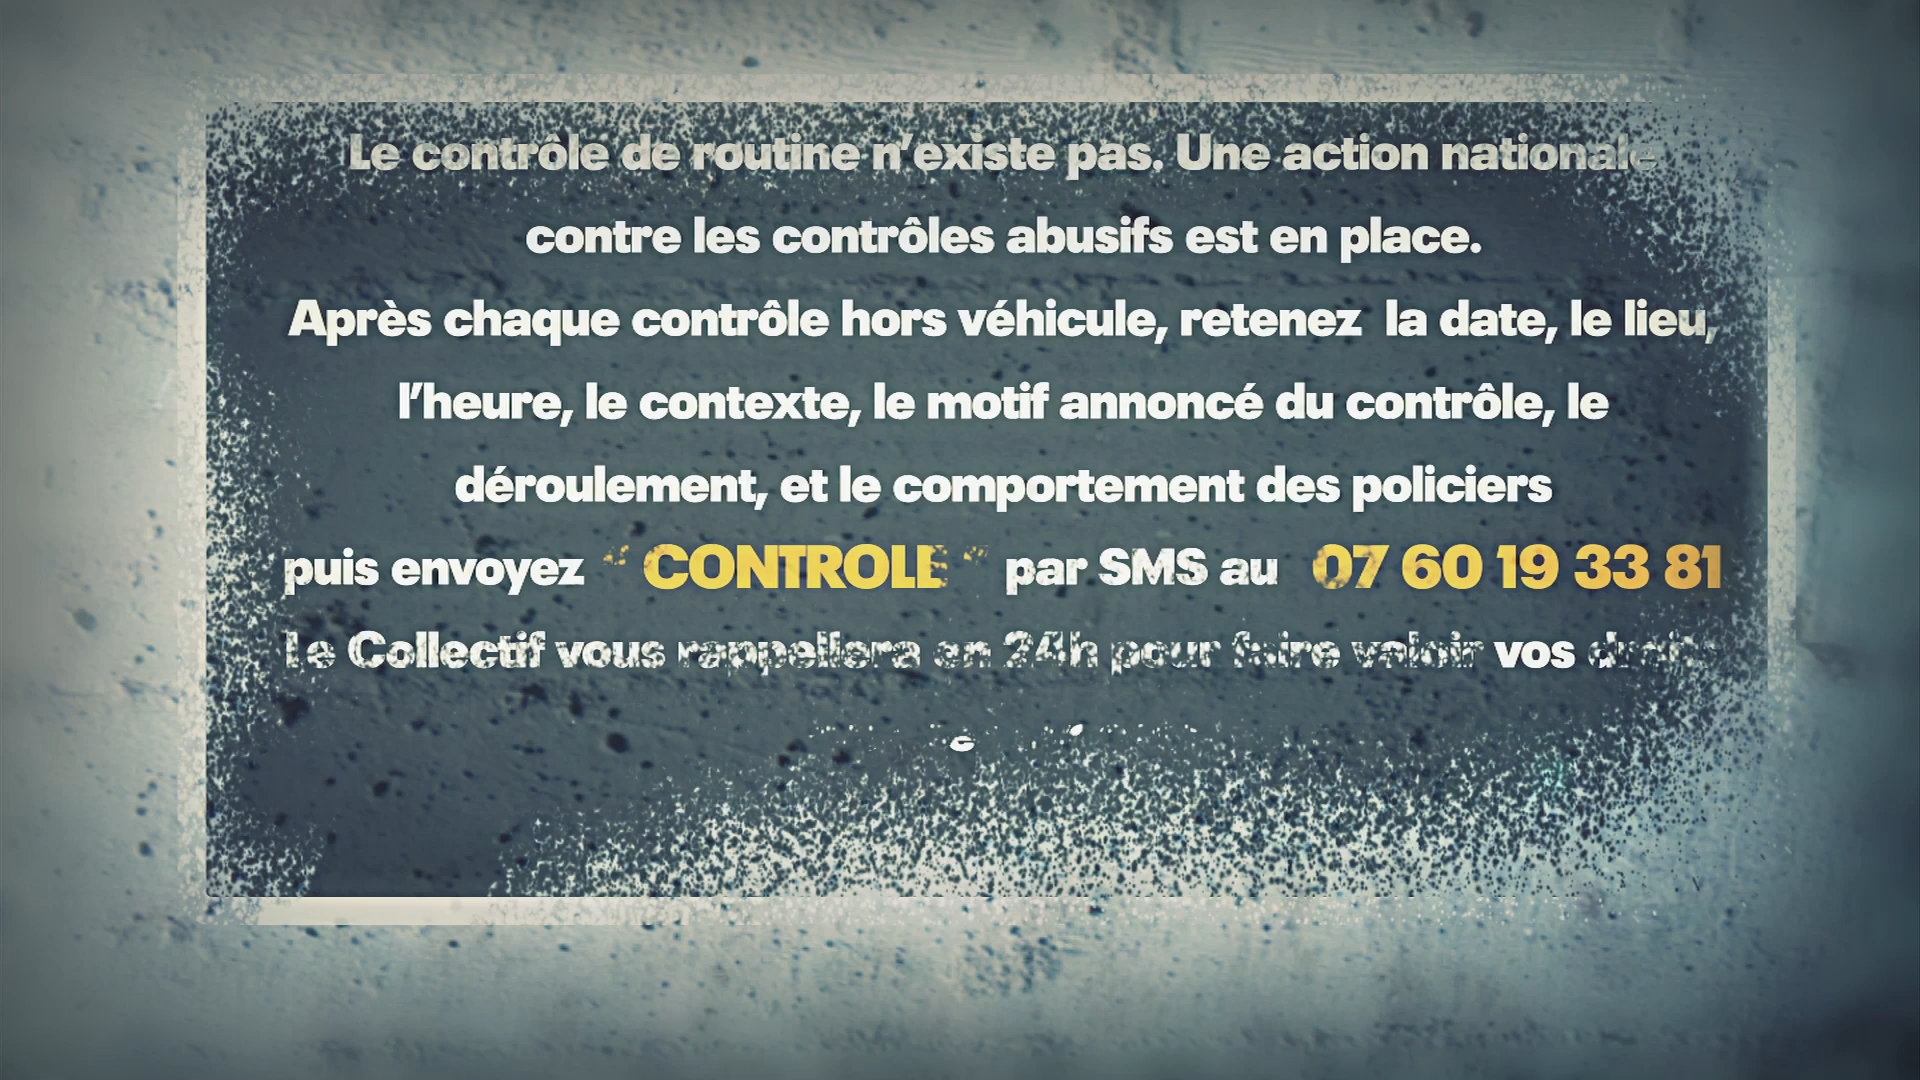 Le contrôle de routine n'existe pas. Une action nationale
contre les contrôles abusifs est en place.
Après chaque contrôle hors véhicule, retenez la date, le lieu,
l'heure, le contexte, le motif annoncé du contrôle, le
déroulement, et le comportement des policiers
puis envoyez " CONTROLE " par SMS au 07 60 19 33 81
Le Collectif vous rappellera en 24h pour faire valoir vos droits